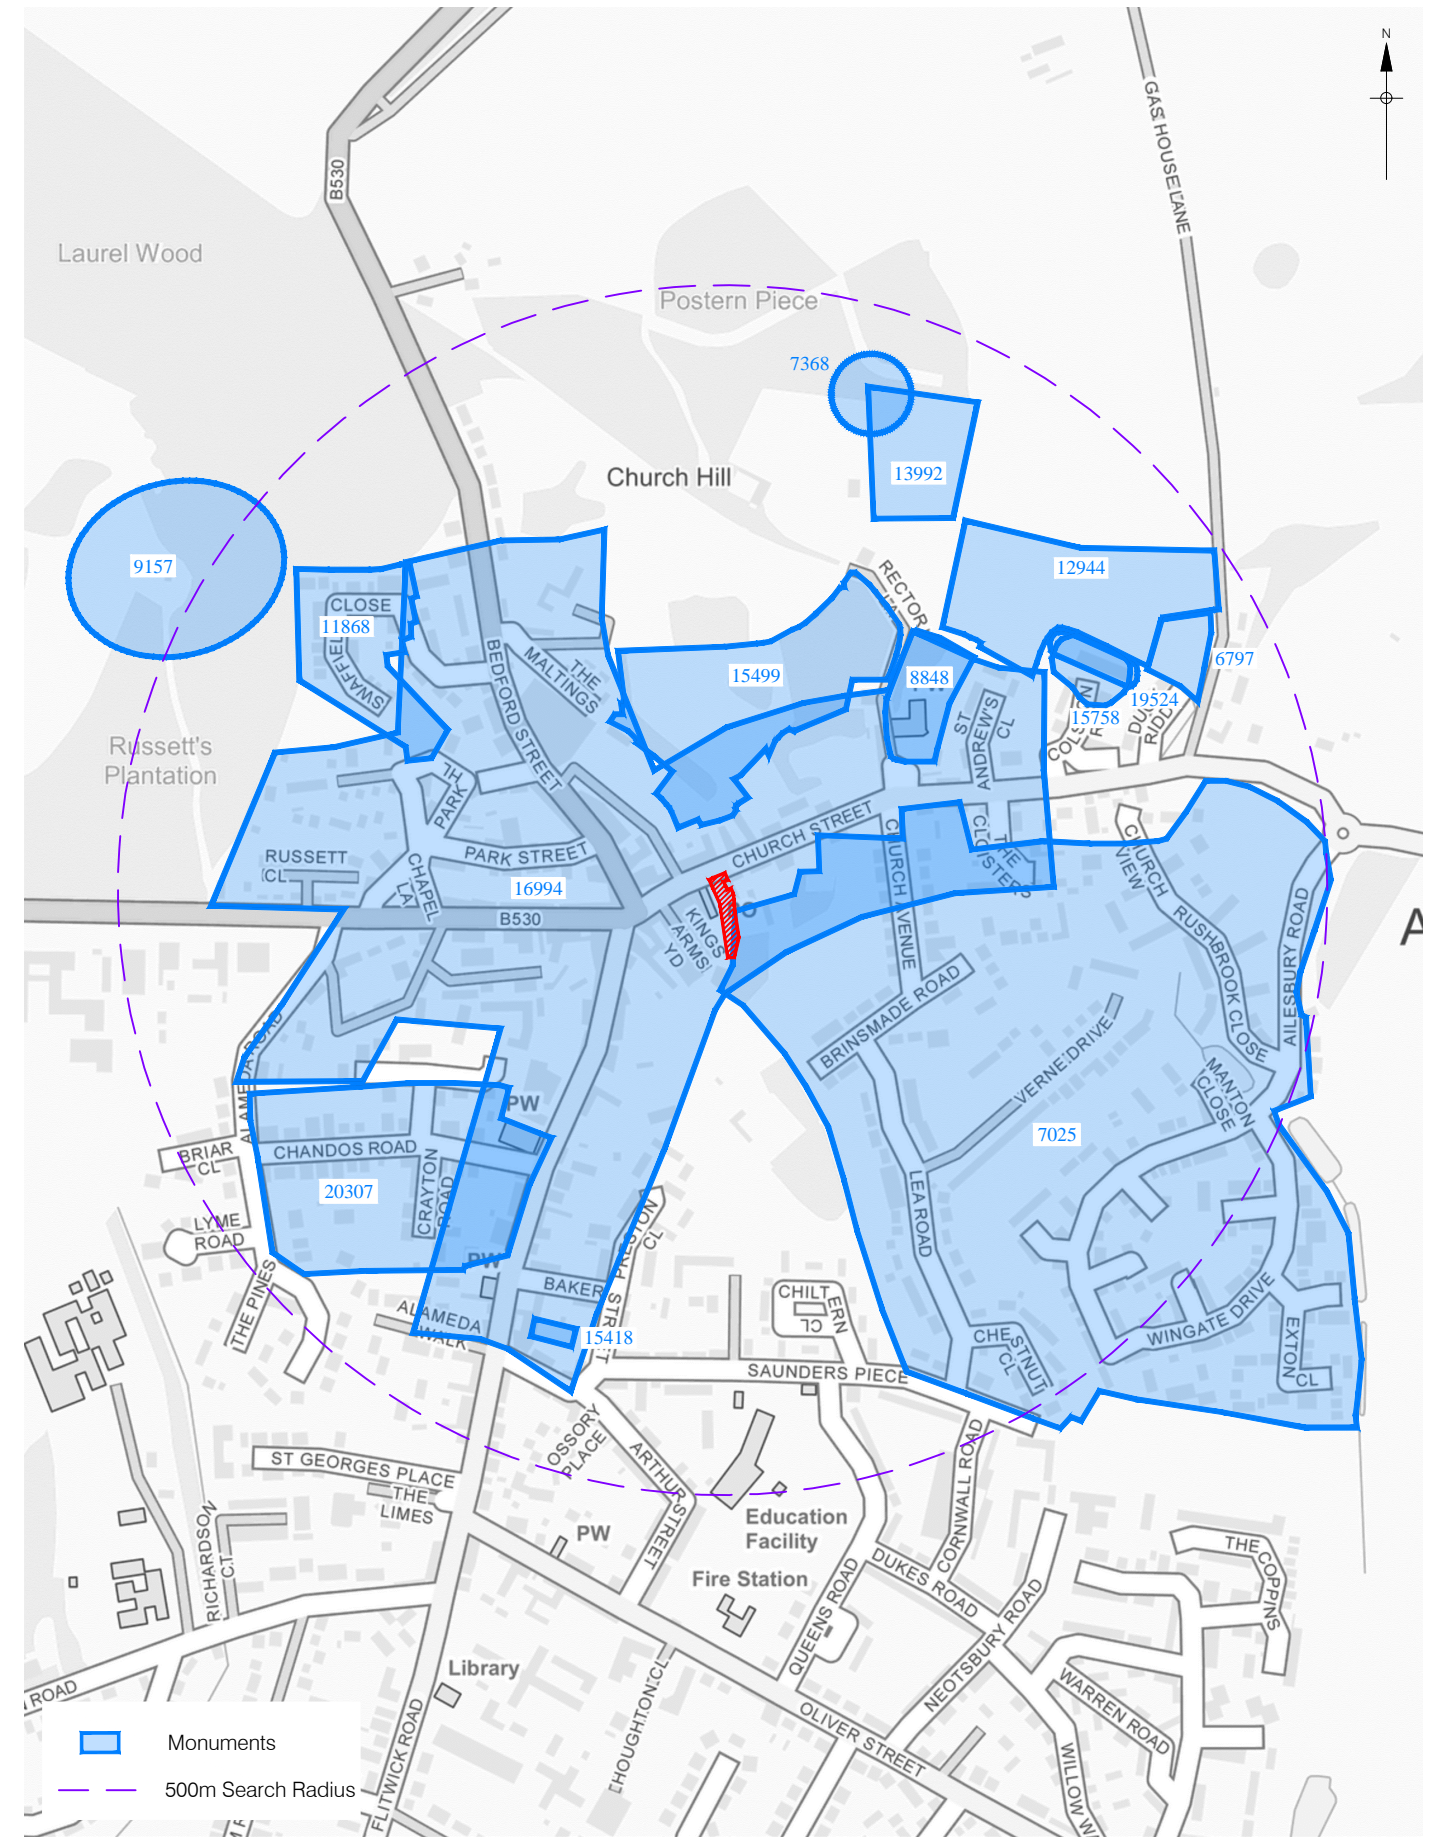 N
GAS HOUSE LANE
B530
Laurel Wood
Postern Piece
7368
13992
Church Hill
9157
12944
RECTOR
CLOSE
11868
SWAFFIEL
BEDFORD STREET
THE
MALTINGS
15499
8848
PW
6797
19524
15758
ST
ANDREW'S
CL
Russett's
Plantation
PARK
CHURCH STREET
CHURCH
VIEW
THE
CLOISTERS
RUSSETT
CL
PARK STREET
CHAPEL
LA
16994
B530
KINGS
ARMS
YD
CHURCH AVENUE
RUSHBROOK CLOSE
AILESBURY ROAD
A
BRINSMADE ROAD
VERNE DRIVE
MANTON
CLOSE
ALAMEDA ROAD
PW
7025
BRIAR
CL
CHANDOS ROAD
CRAYTON
ROAD
20307
LYME
ROAD
LEA ROAD
PRESTON
CL
PW
THE PINES
BAKER
STR
ALAMEDA
WALK
15418
CHILTERN
CL
CHESTNUT
CL
WINGATE DRIVE
EXTON
CL
SAUNDERS PIECE
OSSORY
PLACE
ARTHUR STREET
ST GEORGES PLACE
THE
LIMES
CORNWALL ROAD
Education
Facility
PW
Fire Station
RICHARDSON
CT
DUKES ROAD
THE COPPINS
QUEENS ROAD
NEOTSBURY ROAD
Library
HOUGHTON CL
WARREN ROAD
ROAD
OLIVER STREET
FLITWICK ROAD
WILLOW WA
Monuments
500m Search Radius